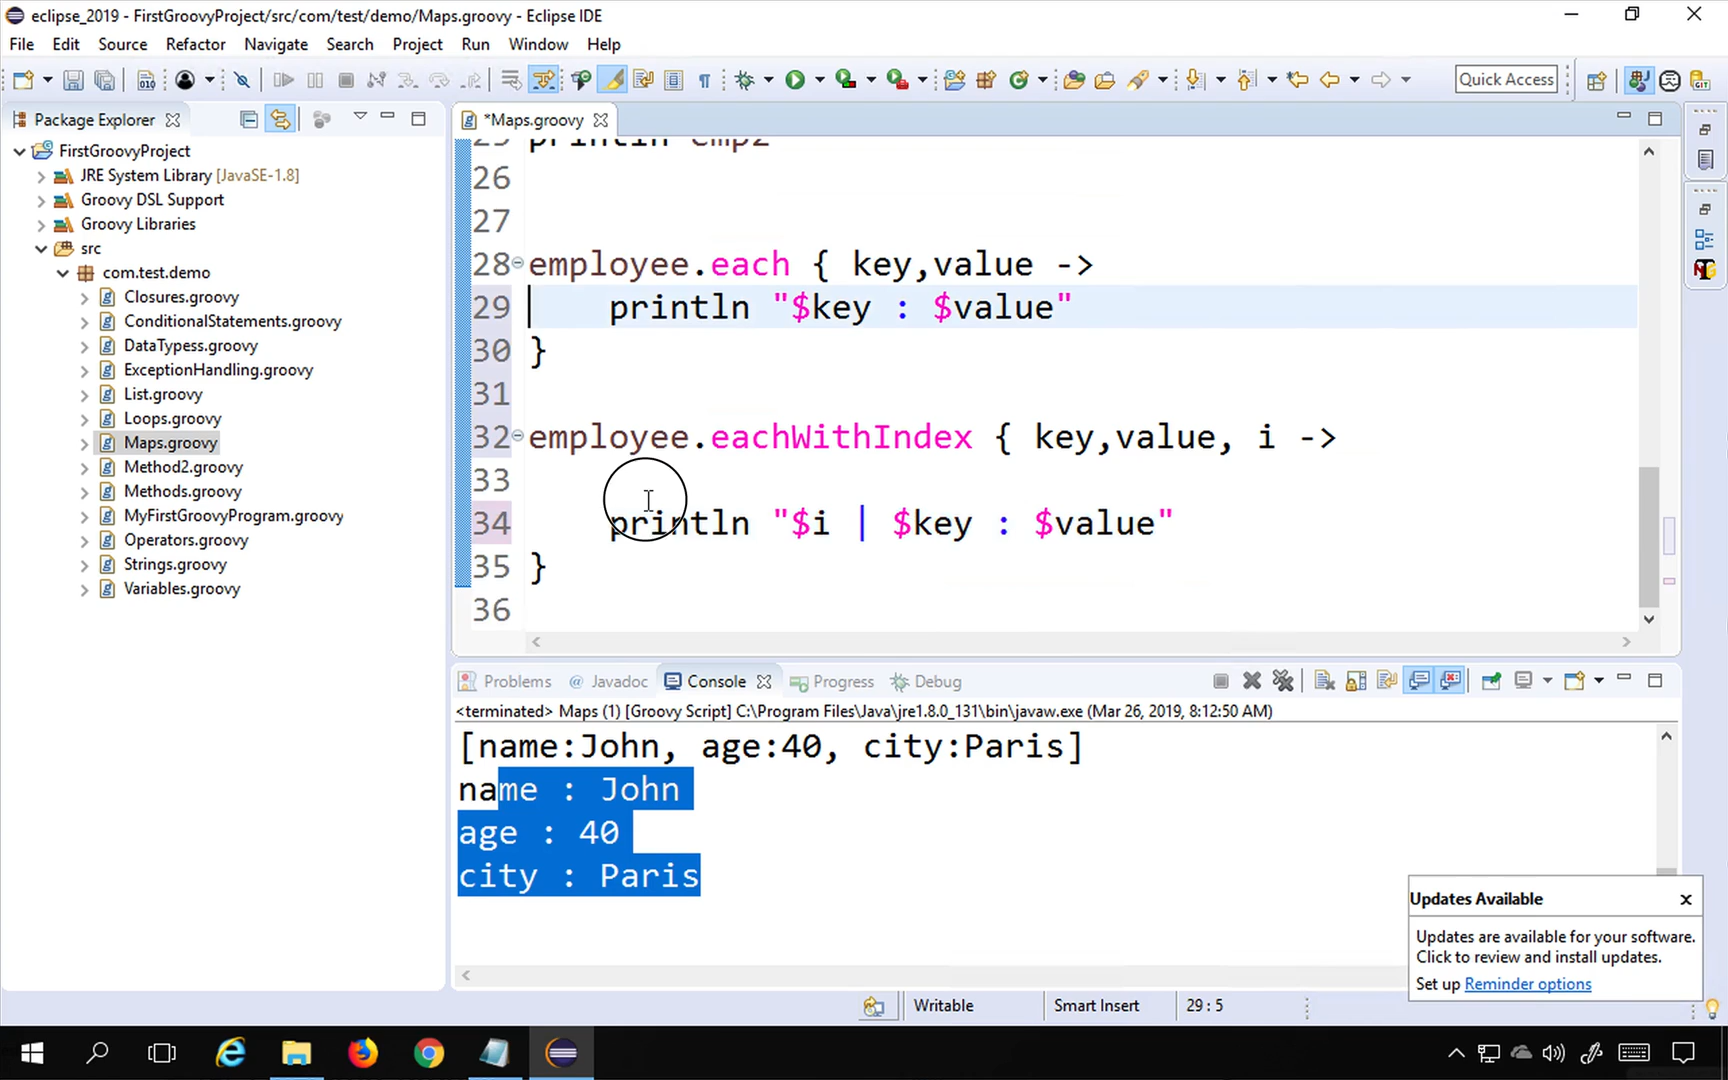 eclipse_2019 - FirstGroovyProject/src/com/test/demo/Maps.groovy - Eclipse IDE
File Edit Source Refactor Navigate Search Project Run Window Help
Quick Access
Package Explorer
FirstGroovyProject
JRE System Library [JavaSE-1.8]
Groovy DSL Support
Groovy Libraries
src
com.test.demo
Closures.groovy
ConditionalStatements.groovy
DataTypess.groovy
ExceptionHandling.groovy
List.groovy
Loops.groovy
Maps.groovy
Method2.groovy
Methods.groovy
MyFirstGroovyProgram.groovy
Operators.groovy
Strings.groovy
Variables.groovy
*Maps.groovy
25 println emp2
26
27
28 employee.each { key,value ->
29 println "$key : $value"
30 }
31
32 employee.eachWithIndex { key,value, i ->
33
34 println "$i | $key : $value"
35 }
36
Problems @ Javadoc Console Progress Debug
<terminated> Maps (1) [Groovy Script] C:\Program Files\Java\jre1.8.0_131\bin\javaw.exe (Mar 26, 2019, 8:12:50 AM)
[name:John, age:40, city:Paris]
name : John
age : 40
city : Paris
Updates Available
Updates are available for your software.
Click to review and install updates.
Set up Reminder options
Writable Smart Insert 29 : 5